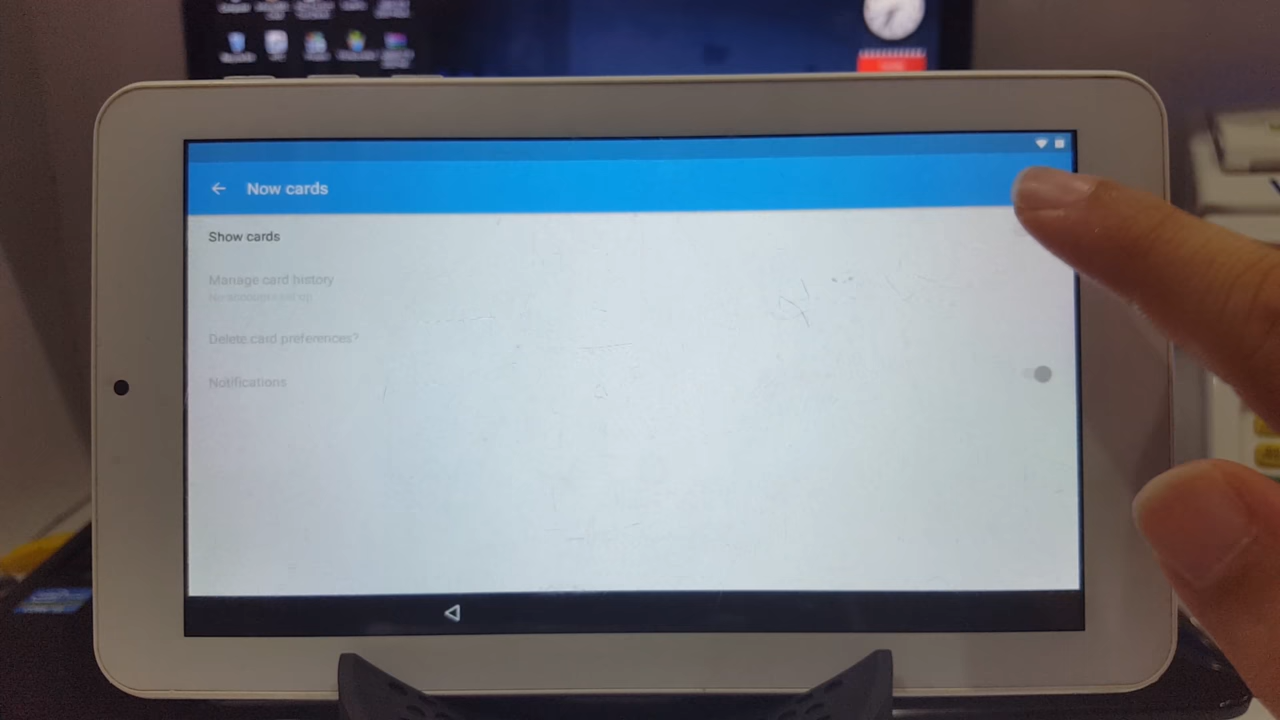 Now cards
Show cards
Manage card history
Delete card preferences?
Notifications